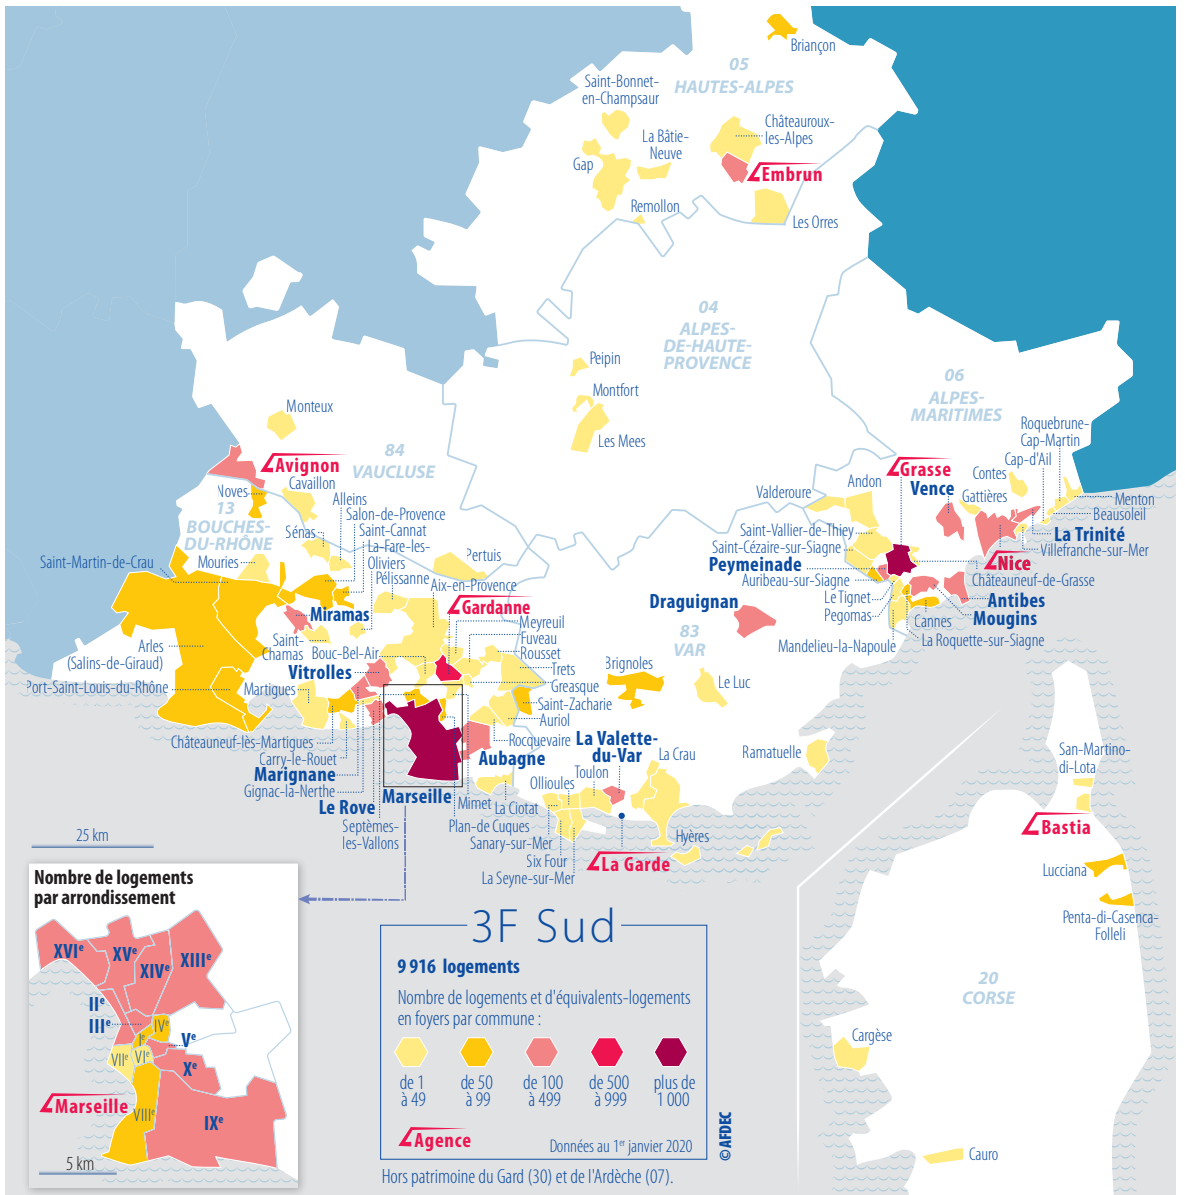 Briançon
05
HAUTES-ALPES
Saint-Bonnet-
en-Champsaur
Châteauroux-
les-Alpes
La Bâtie-
Neuve
Gap
Embrun
Remollon
Les Orres
04
ALPES-
DE-HAUTE-
PROVENCE
Peipin
Montfort
Les Mees
06
ALPES-
MARITIMES
Monteux
84
VAUCLUSE
Avignon
Cavaillon
Noves
13
BOUCHES-
DU-RHÔNE
Alleins
Salon-de-Provence
Saint-Cannat
Sénas
La-Fare-les-
Oliviers
Pélissanne
Pertuis
Aix-en-Provence
Saint-Martin-de-Crau
Mouries
Gardanne
Miramas
Meyreuil
Fuveau
Rousset
Saint-
Chamas
Bouc-Bel-Air
Arles
(Salins-de-Giraud)
Vitrolles
Trets
Greasque
Port-Saint-Louis-du-Rhône
Martigues
Saint-Zacharie
Auriol
Châteauneuf-lès-Martigues
Rocquevaire
Carry-le-Rouet
Marignane
Aubagne
Gignac-la-Nerthe
Le Rove
Marseille
Mimet
La Ciotat
Septèmes-
les-Vallons
Plan-de Cuques
Sanary-sur-Mer
Six Four
La Seyne-sur-Mer
Ollioules
Toulon
La Valette-
du-Var
La Crau
Hyères
La Garde
Brignoles
Le Luc
83
VAR
Draguignan
Ramatuelle
Roquebrune-
Cap-Martin
Cap-d'Ail
Contes
Grasse
Vence
Gattières
Andon
Valderoure
Menton
Beausoleil
La Trinité
Villefranche-sur-Mer
Nice
Saint-Vallier-de-Thiey
Saint-Cézaire-sur-Siagne
Peymeinade
Auribeau-sur-Siagne
Châteauneuf-de-Grasse
Le Tignet
Antibes
Pegomas
Mougins
Cannes
La Roquette-sur-Siagne
Mandelieu-la-Napoule
San-Martino-
di-Lota
Bastia
Lucciana
Penta-di-Casenca-
Folleli
20
CORSE
Cargèse
Cauro
25 km
Nombre de logements
par arrondissement
XVIe
XVe
XIVe
XIIIe
IIe
IIIe
IVe
Ie
Ve
VIIe
VIe
Xe
Marseille
VIIIe
IXe
5 km
3F Sud
9 916 logements
Nombre de logements et d'équivalents-logements
en foyers par commune :
de 1
à 49
de 50
à 99
de 100
à 499
de 500
à 999
plus de
1 000
Agence
Données au 1er janvier 2020
© AFDEC
Hors patrimoine du Gard (30) et de l'Ardèche (07).